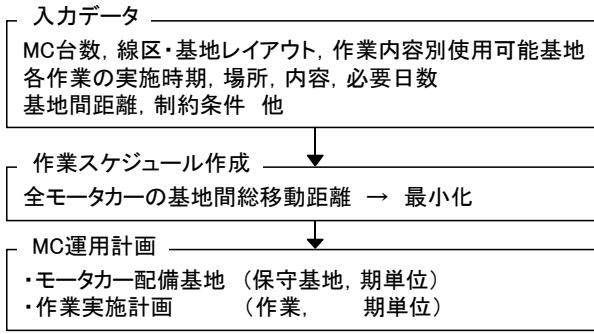 入力データ
MC台数, 線区・基地レイアウト, 作業内容別使用可能基地
各作業の実施時期, 場所, 内容, 必要日数
基地間距離, 制約条件 他
作業スケジュール作成
全モータカーの基地間総移動距離 → 最小化
MC運用計画
・モータカー配備基地 (保守基地, 期単位)
・作業実施計画 (作業, 期単位)